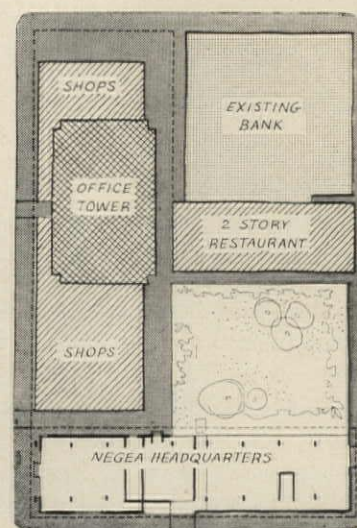 SHOPS
EXISTING
BANK
OFFICE
TOWER
2 STORY
RESTAURANT
SHOPS
NEGEA HEADQUARTERS